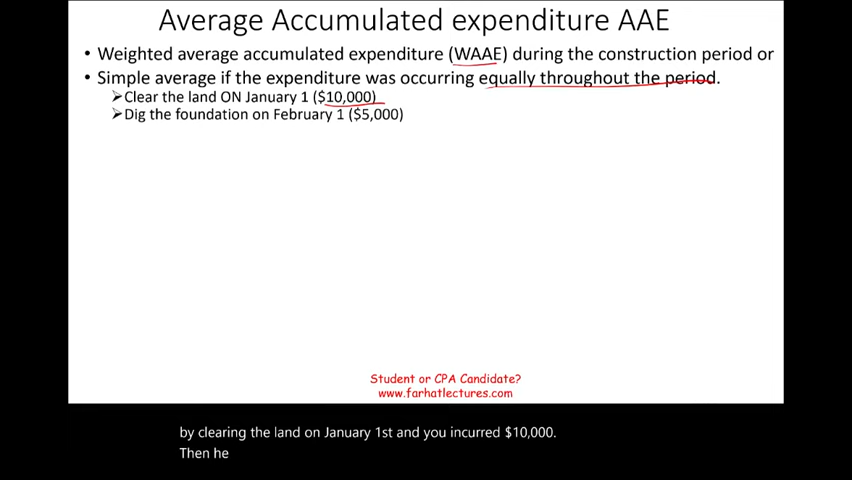 Average Accumulated expenditure AAE
• Weighted average accumulated expenditure (WAAE) during the construction period or
• Simple average if the expenditure was occurring equally throughout the period.
➢Clear the land ON January 1 ($10,000)
➢Dig the foundation on February 1 ($5,000)
Student or CPA Candidate?
www.farhatlectures.com
by clearing the land on January 1st and you incurred $10,000.
Then he